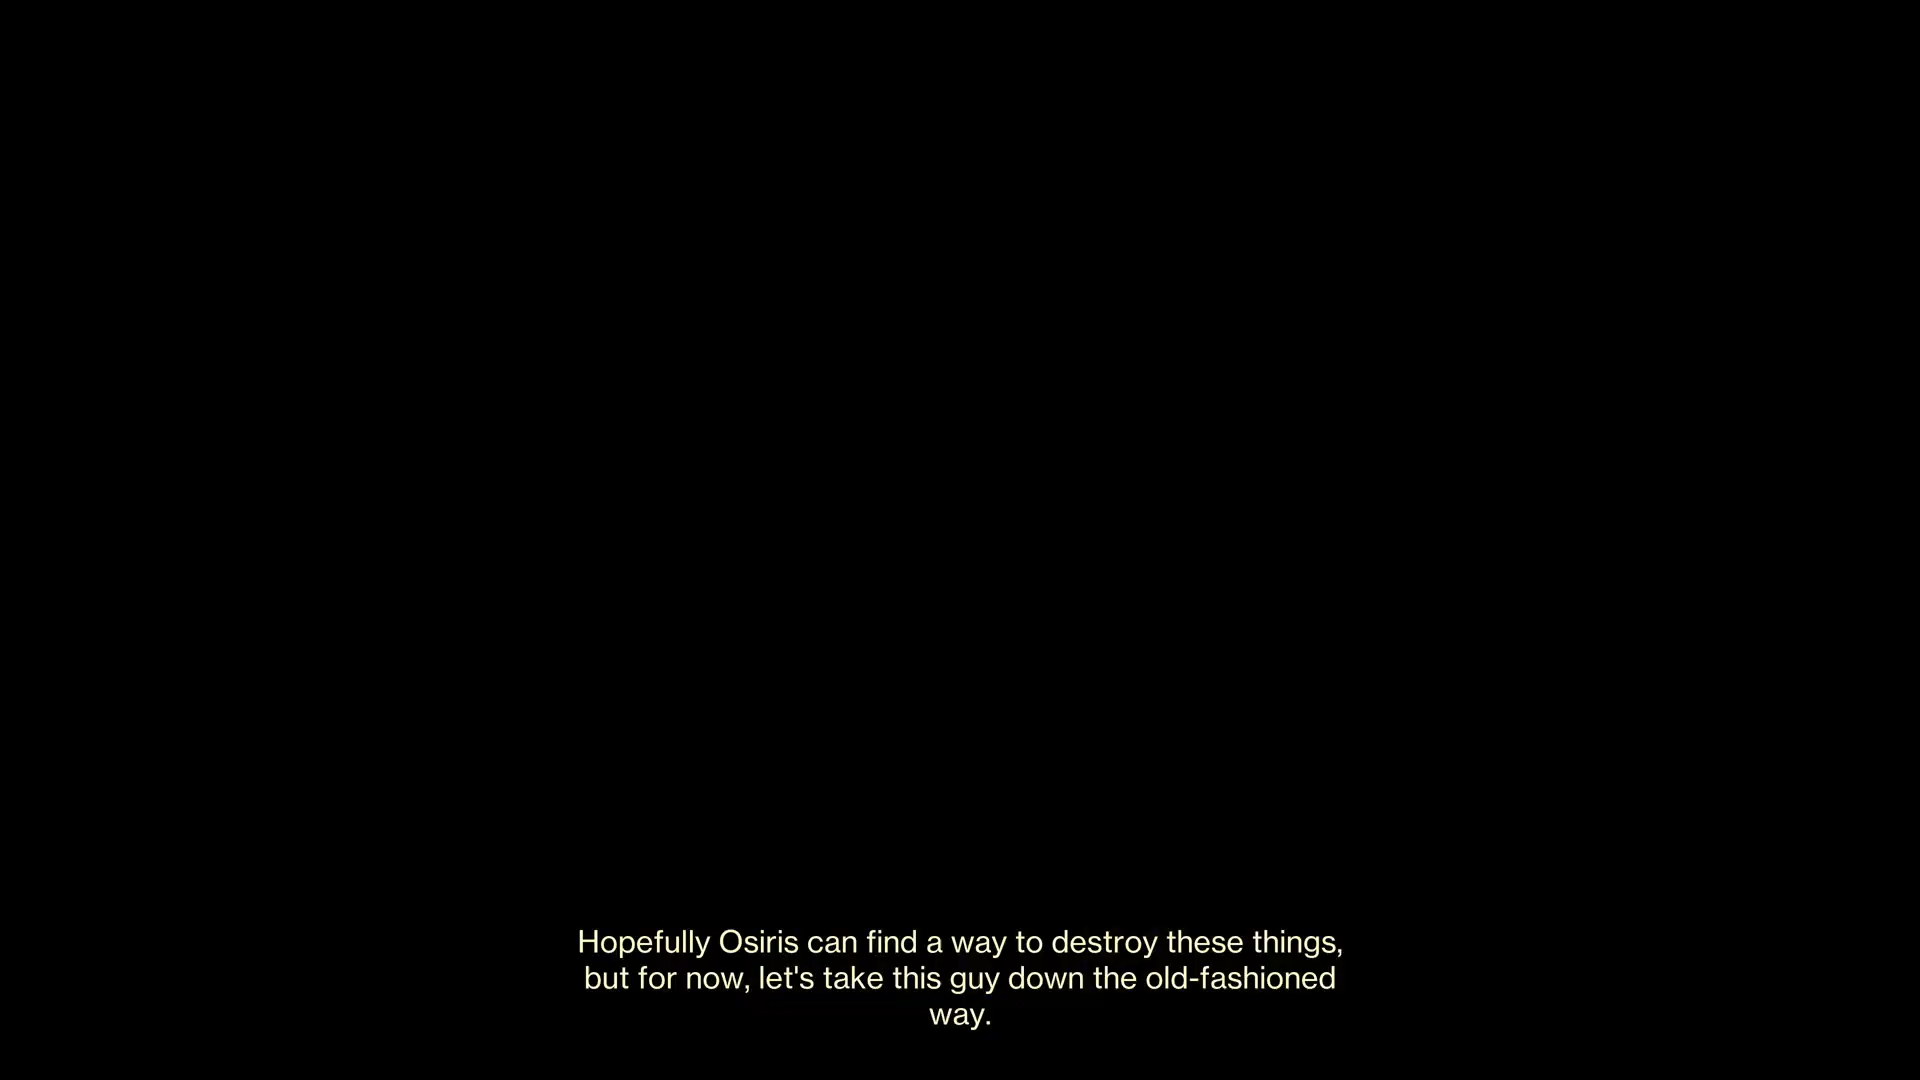 Hopefully Osiris can find a way to destroy these things,
but for now, let's take this guy down the old-fashioned
way.